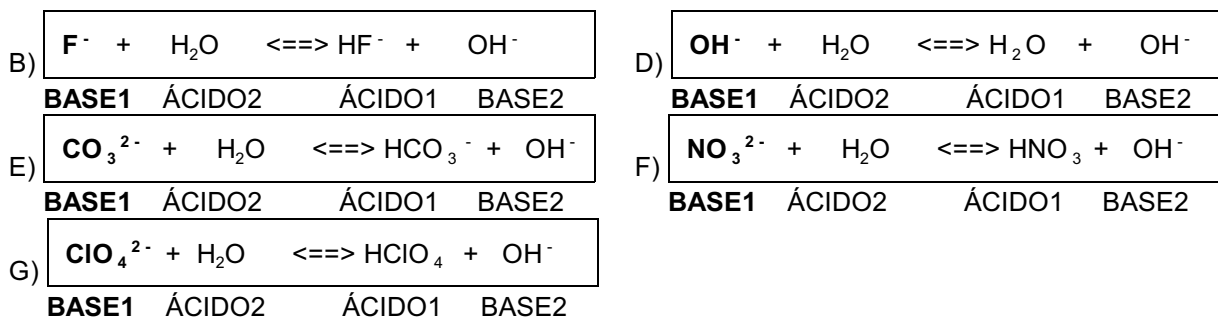 B) F⁻ + H₂O <==> HF⁻ + OH⁻
BASE1 ÁCIDO2 ÁCIDO1 BASE2
D) OH⁻ + H₂O <==> H₂O + OH⁻
BASE1 ÁCIDO2 ÁCIDO1 BASE2
E) CO₃²⁻ + H₂O <==> HCO₃⁻ + OH⁻
BASE1 ÁCIDO2 ÁCIDO1 BASE2
F) NO₃²⁻ + H₂O <==> HNO₃ + OH⁻
BASE1 ÁCIDO2 ÁCIDO1 BASE2
G) ClO₄²⁻ + H₂O <==> HClO₄ + OH⁻
BASE1 ÁCIDO2 ÁCIDO1 BASE2